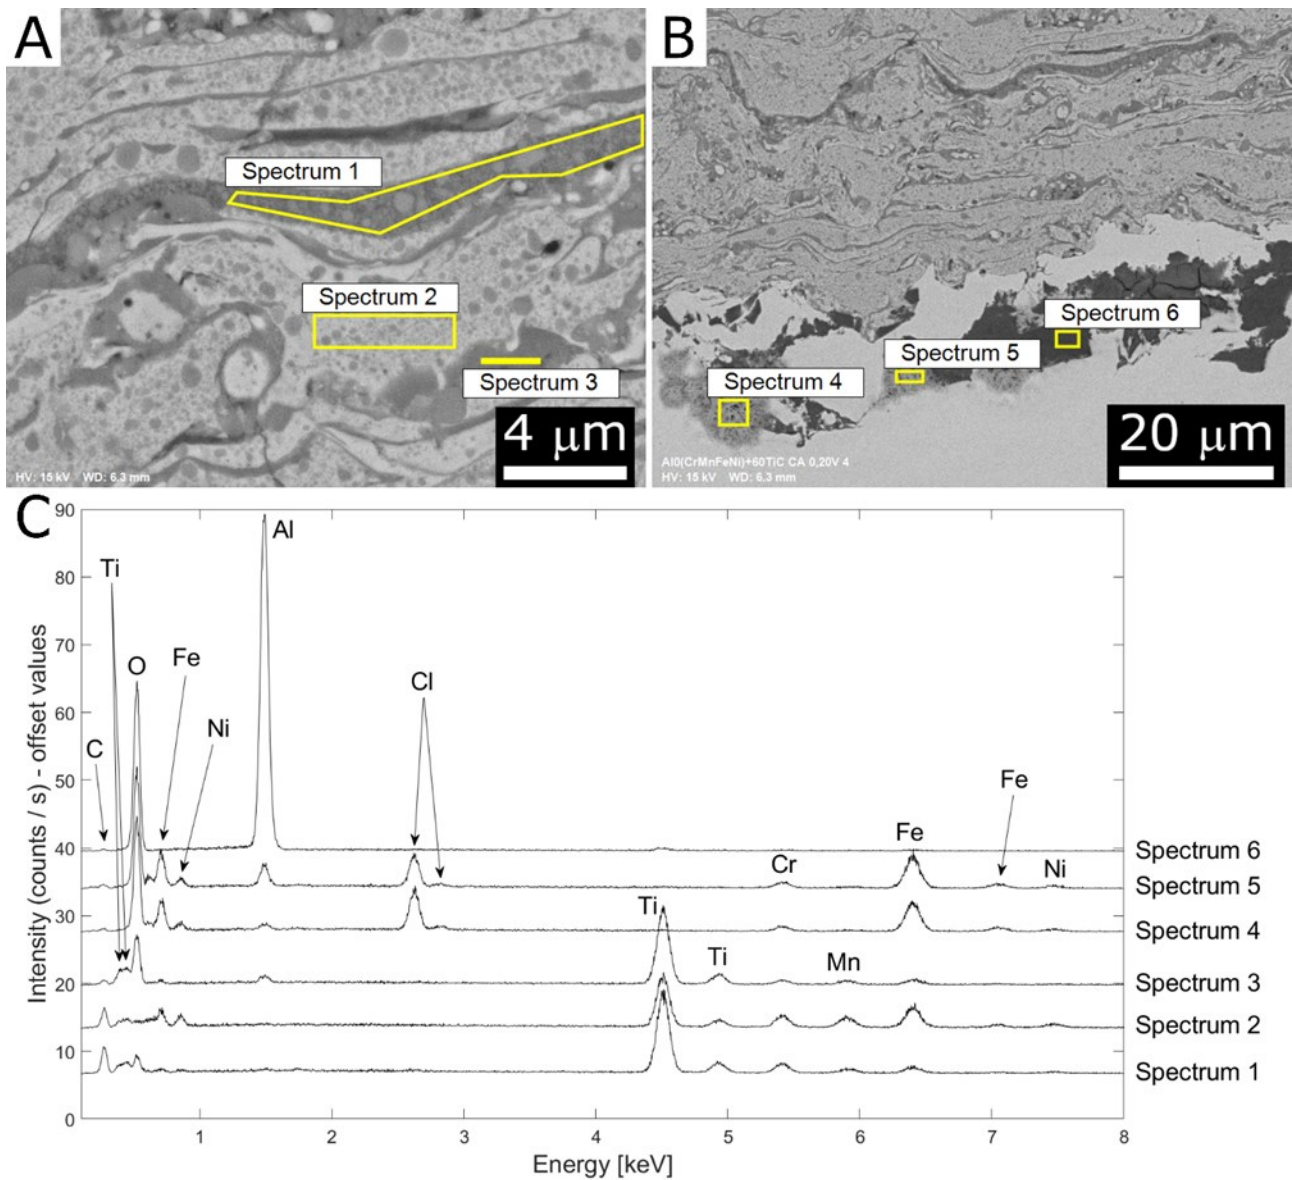 A
Spectrum 1
Spectrum 2
Spectrum 3
4 μm
HV: 15 kV WD: 6.3 mm
B
Spectrum 6
Spectrum 5
Spectrum 4
20 μm
Al0(CrMnFeNi)+60TiC CA 0,20V 4
HV: 15 kV WD: 6.3 mm
C
90
80
70
60
50
40
30
20
10
0
Intensity (counts / s) - offset values
Ti
O
Fe
Ni
C
Al
Cl
Fe
Fe
Cr
Ni
Ti
Ti
Mn
Spectrum 6
Spectrum 5
Spectrum 4
Spectrum 3
Spectrum 2
Spectrum 1
1 2 3 4 5 6 7 8
Energy [keV]